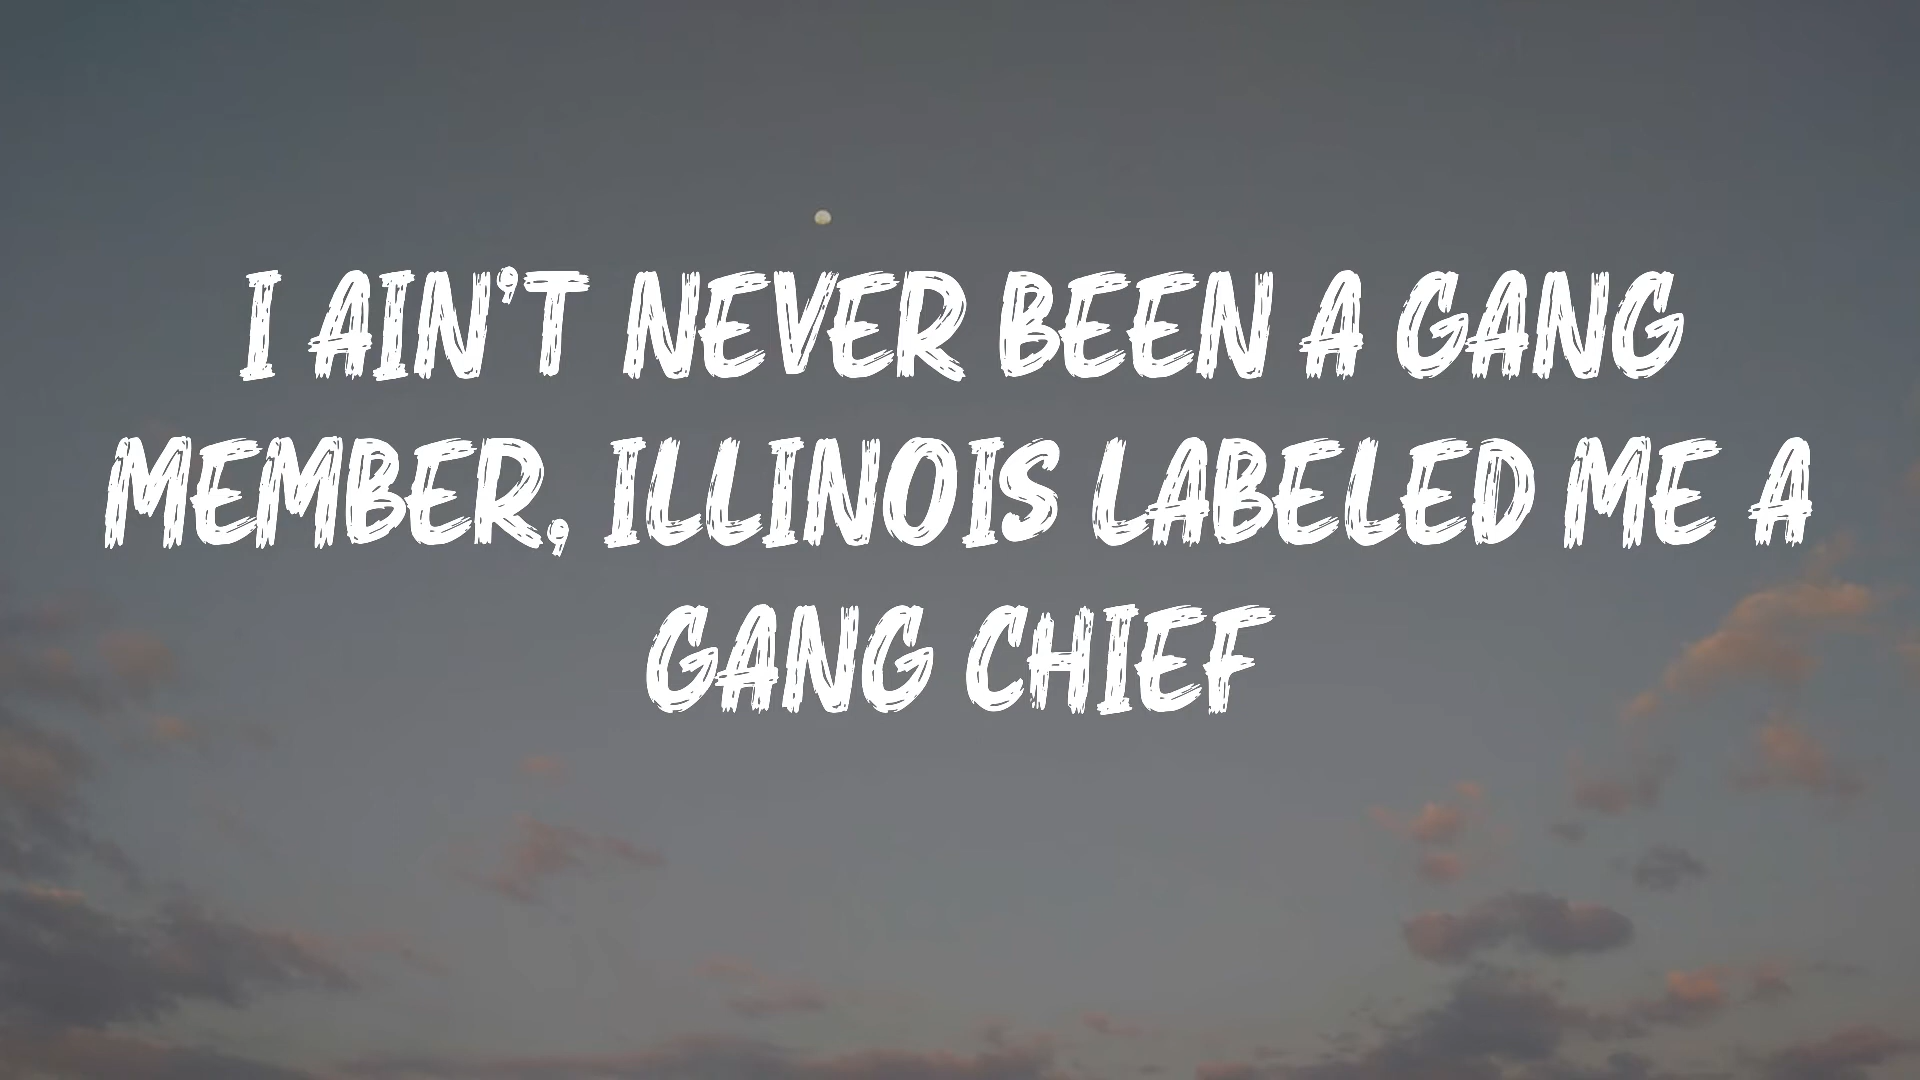 I AIN'T NEVER BEEN A GANG
MEMBER, ILLINOIS LABELED ME A
GANG CHIEF